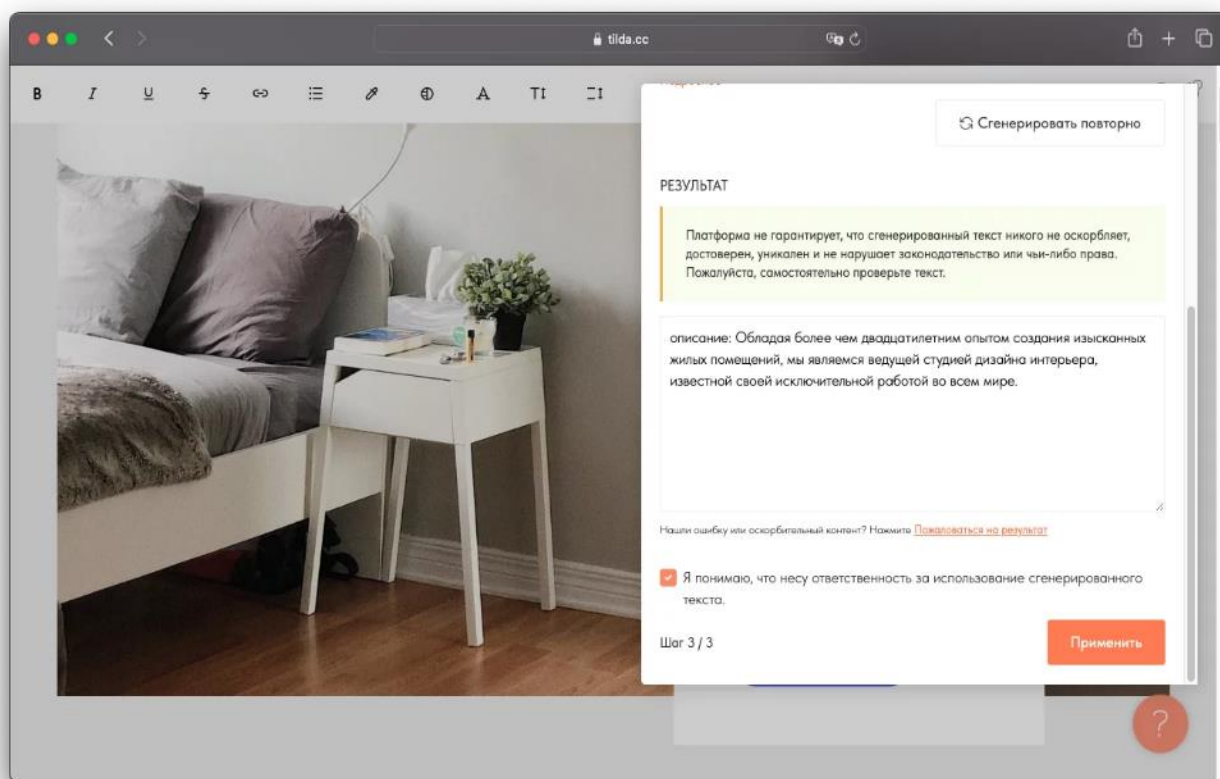 tilda.cc
B I U S A T
Сгенерировать повторно
РЕЗУЛЬТАТ
Платформа не гарантирует, что сгенерированный текст никого не оскорбляет,
достоверен, уникален и не нарушает законодательство или чьи-либо права.
Пожалуйста, самостоятельно проверьте текст.
описание: Обладая более чем двадцатилетним опытом создания изысканных
жилых помещений, мы являемся ведущей студией дизайна интерьера,
известной своей исключительной работой во всем мире.
Нашли ошибку или оскорбительный контент? Нажмите Пожаловаться на результат
Я понимаю, что несу ответственность за использование сгенерированного
текста.
Шаг 3 / 3
Применить
?